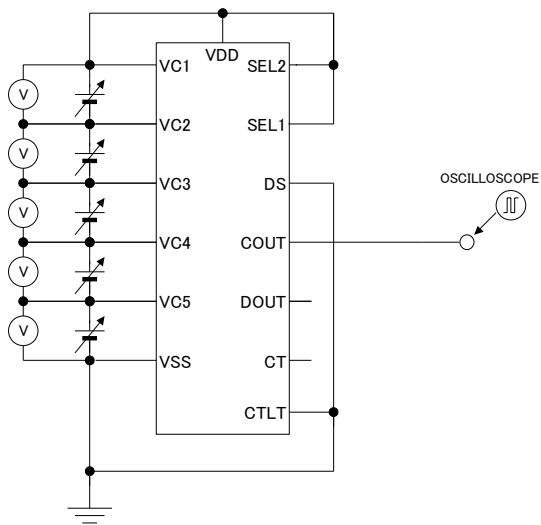 VDD
VC1
SEL2
V
VC2
SEL1
V
VC3
DS
OSCILLOSCOPE
V
VC4
COUT
V
VC5
DOUT
V
VSS
CT
CTLT